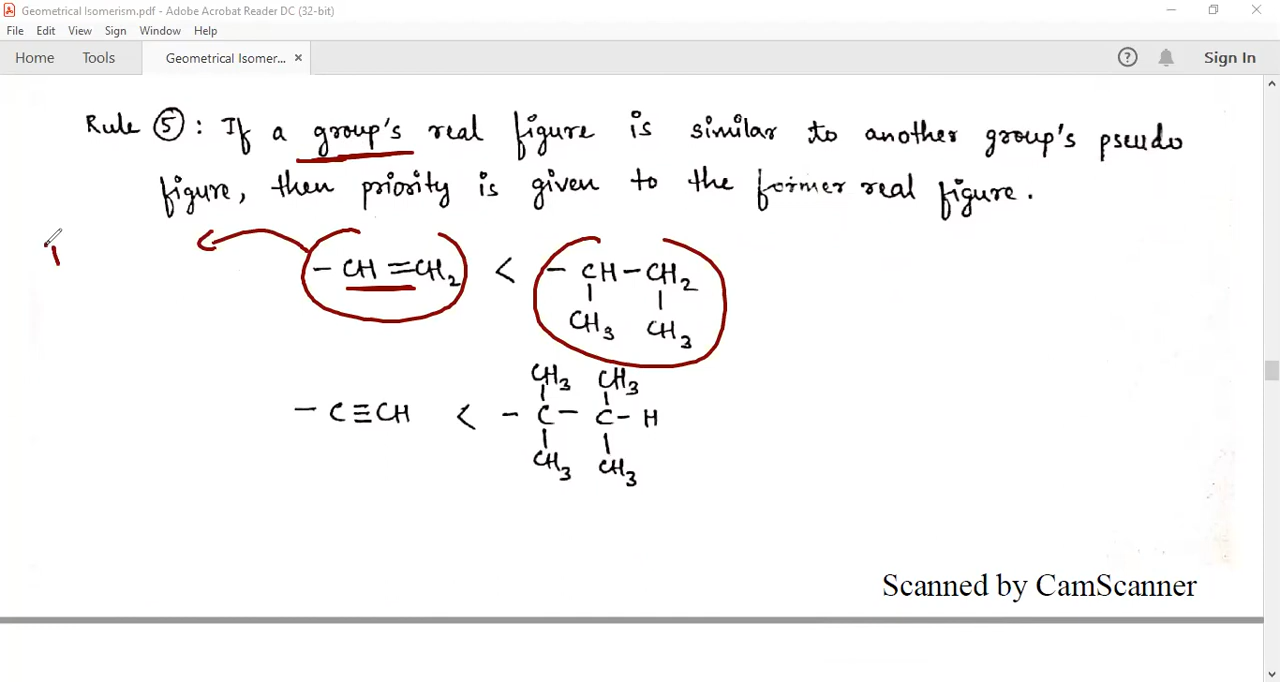 Geometrical Isomerism.pdf - Adobe Acrobat Reader DC (32-bit)
File Edit View Sign Window Help
Home Tools Geometrical Isomer... × Sign In
Rule ⑤ : If a group's real figure is similar to another group's pseudo
figure, then priority is given to the former real figure.
– CH = CH₂ < – CH – CH₂
CH₃ CH₃
CH₃ CH₃
– C ≡ CH < – C – C – H
CH₃ CH₃
Scanned by CamScanner